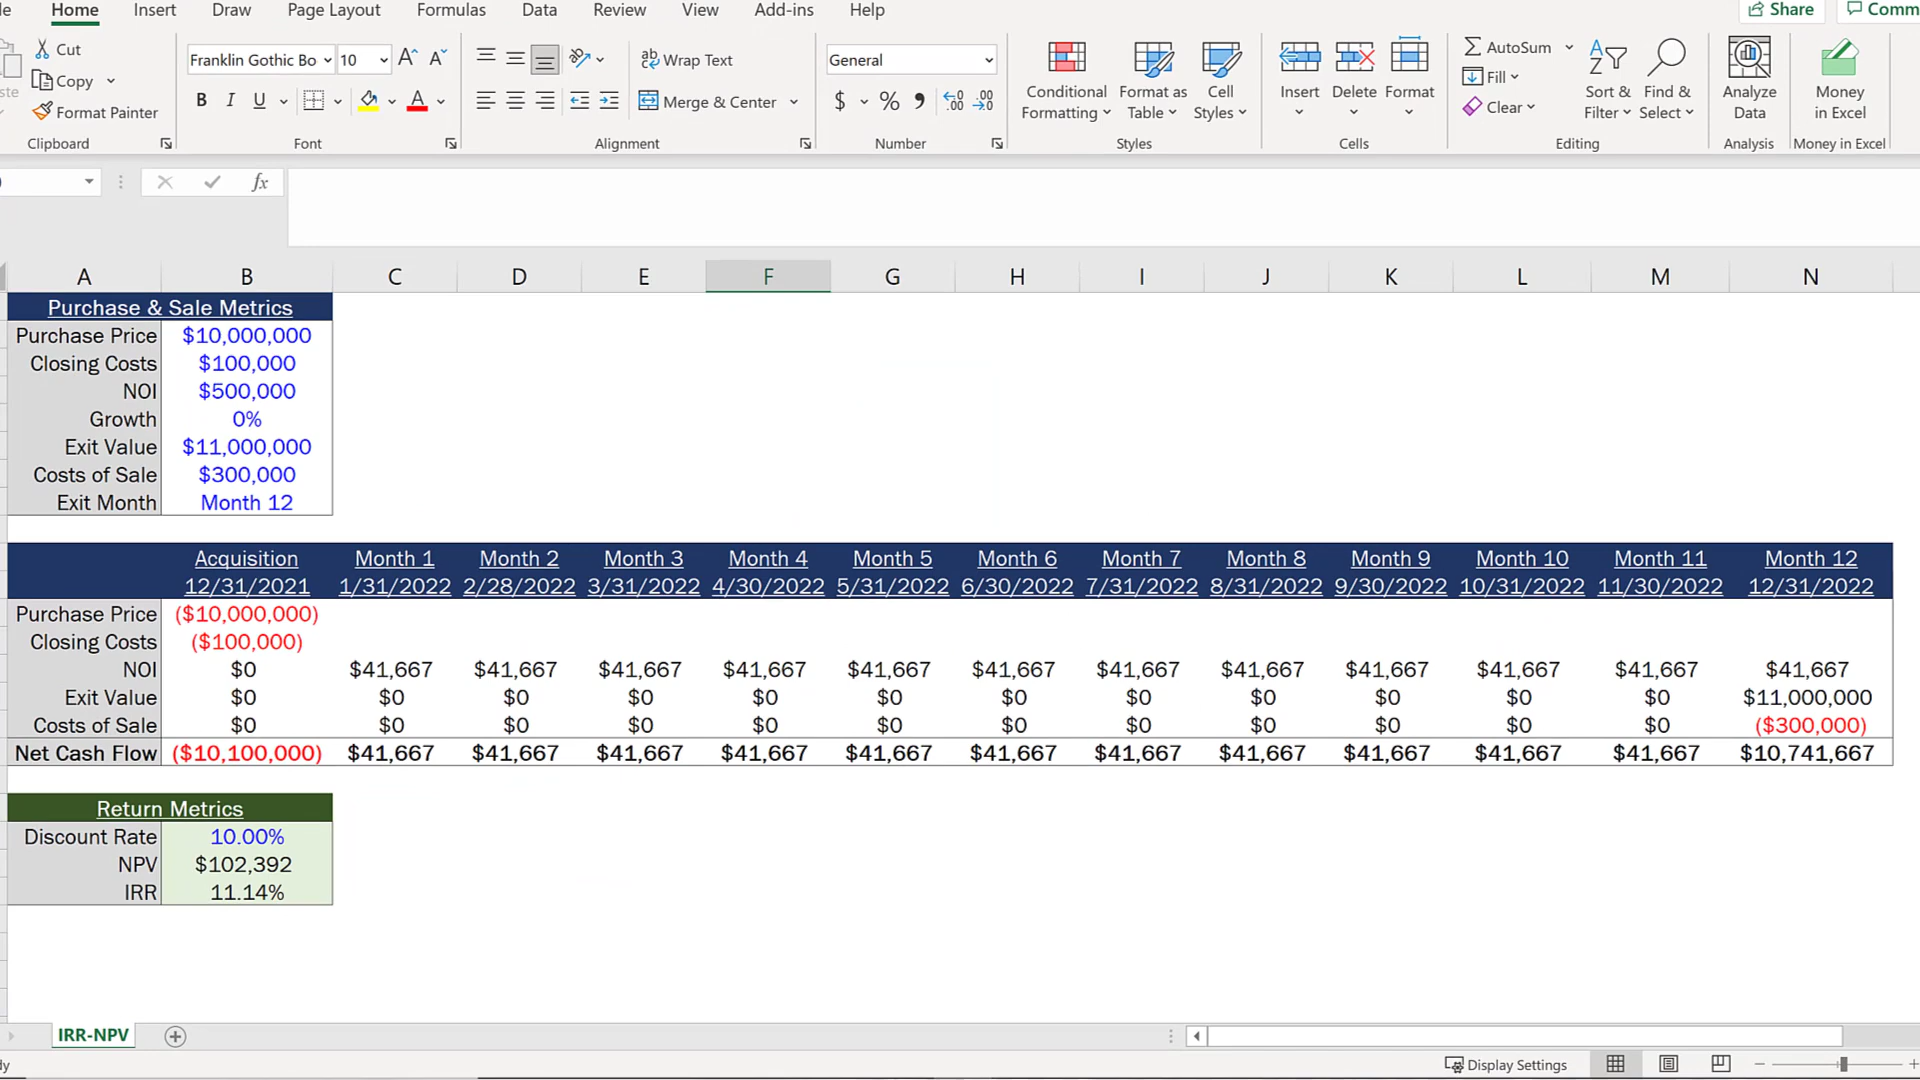 Home Insert Draw Page Layout Formulas Data Review View Add-ins Help Share
Cut
Copy
Format Painter
Clipboard
Franklin Gothic Bo 10
B I U
Font
Wrap Text
Merge & Center
Alignment
General
$ % 9
Number
Conditional Formatting
Format as Table
Cell Styles
Styles
Insert Delete Format
Cells
AutoSum
Fill
Clear
Sort & Filter
Find & Select
Editing
Analyze Data
Analysis
Money in Excel
Money in Excel
fx
A B C D E F G H I J K L M N
Purchase & Sale Metrics
Purchase Price $10,000,000
Closing Costs $100,000
NOI $500,000
Growth 0%
Exit Value $11,000,000
Costs of Sale $300,000
Exit Month Month 12
Acquisition Month 1 Month 2 Month 3 Month 4 Month 5 Month 6 Month 7 Month 8 Month 9 Month 10 Month 11 Month 12
12/31/2021 1/31/2022 2/28/2022 3/31/2022 4/30/2022 5/31/2022 6/30/2022 7/31/2022 8/31/2022 9/30/2022 10/31/2022 11/30/2022 12/31/2022
Purchase Price ($10,000,000)
Closing Costs ($100,000)
NOI $0 $41,667 $41,667 $41,667 $41,667 $41,667 $41,667 $41,667 $41,667 $41,667 $41,667 $41,667 $41,667
Exit Value $0 $0 $0 $0 $0 $0 $0 $0 $0 $0 $0 $0 $11,000,000
Costs of Sale $0 $0 $0 $0 $0 $0 $0 $0 $0 $0 $0 $0 ($300,000)
Net Cash Flow ($10,100,000) $41,667 $41,667 $41,667 $41,667 $41,667 $41,667 $41,667 $41,667 $41,667 $41,667 $41,667 $10,741,667
Return Metrics
Discount Rate 10.00%
NPV $102,392
IRR 11.14%
IRR-NPV
Display Settings